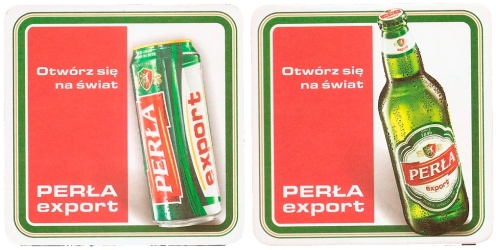 Otwórz się
na świat
PERŁA
export
PERŁA
export
Otwórz się
na świat
PERŁA
export
PERŁA
export